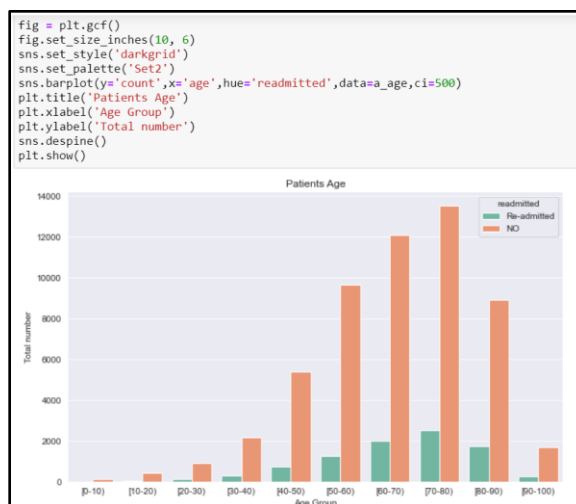 fig = plt.gcf()
fig.set_size_inches(10, 6)
sns.set_style('darkgrid')
sns.set_palette('Set2')
sns.barplot(y='count',x='age',hue='readmitted',data=a_age,ci=500)
plt.title('Patients Age')
plt.xlabel('Age Group')
plt.ylabel('Total number')
sns.despine()
plt.show()
Patients Age
readmitted
Re-admitted
NO
14000
12000
10000
8000
6000
4000
2000
0
Total number
[0-10) [10-20) [20-30) [30-40) [40-50) [50-60) [60-70) [70-80) [80-90) [90-100)
Age Group